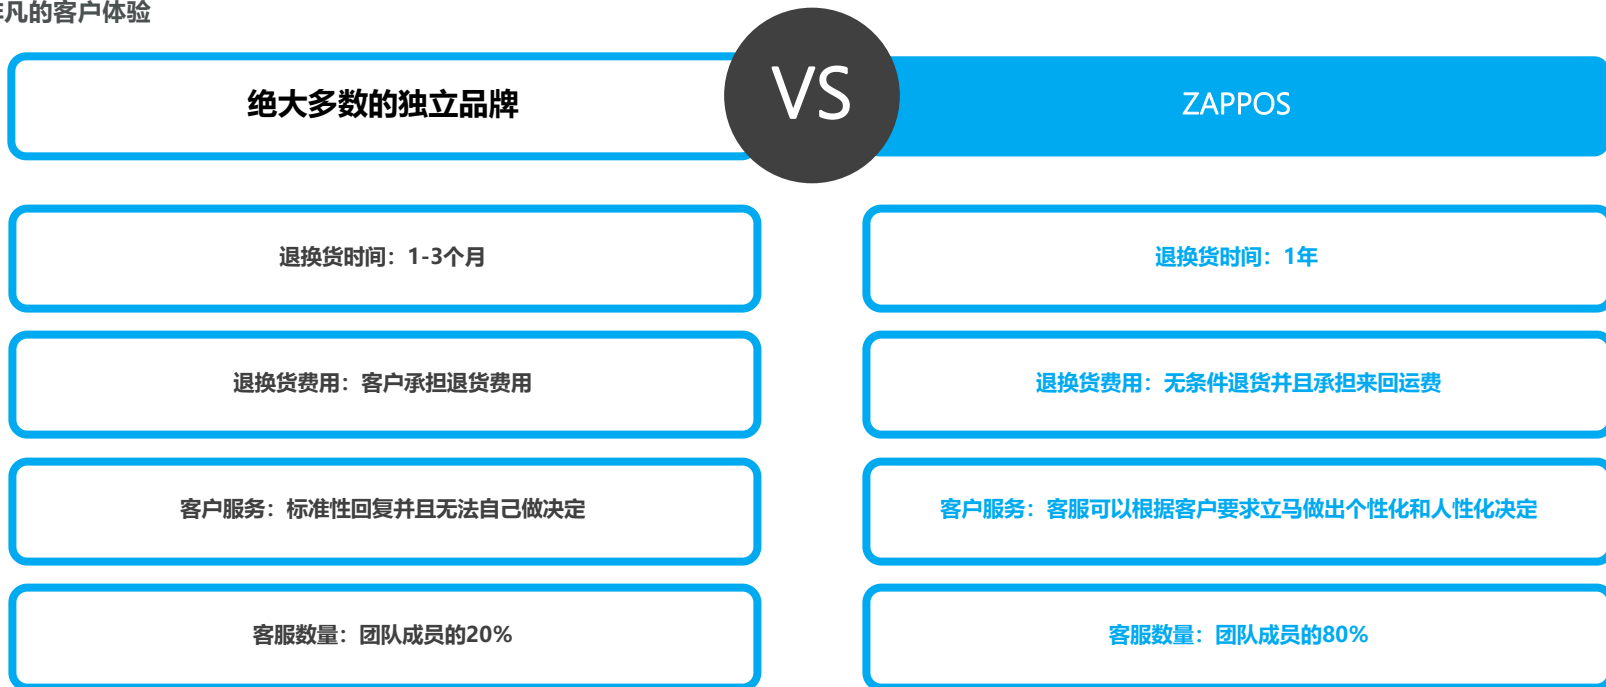 非凡的客户体验
绝大多数的独立品牌
VS
ZAPPOS
退换货时间：1-3个月
退换货时间：1年
退换货费用：客户承担退货费用
退换货费用：无条件退货并且承担来回运费
客户服务：标准性回复并且无法自己做决定
客户服务：客服可以根据客户要求立马做出个性化和人性化决定
客服数量：团队成员的20%
客服数量：团队成员的80%